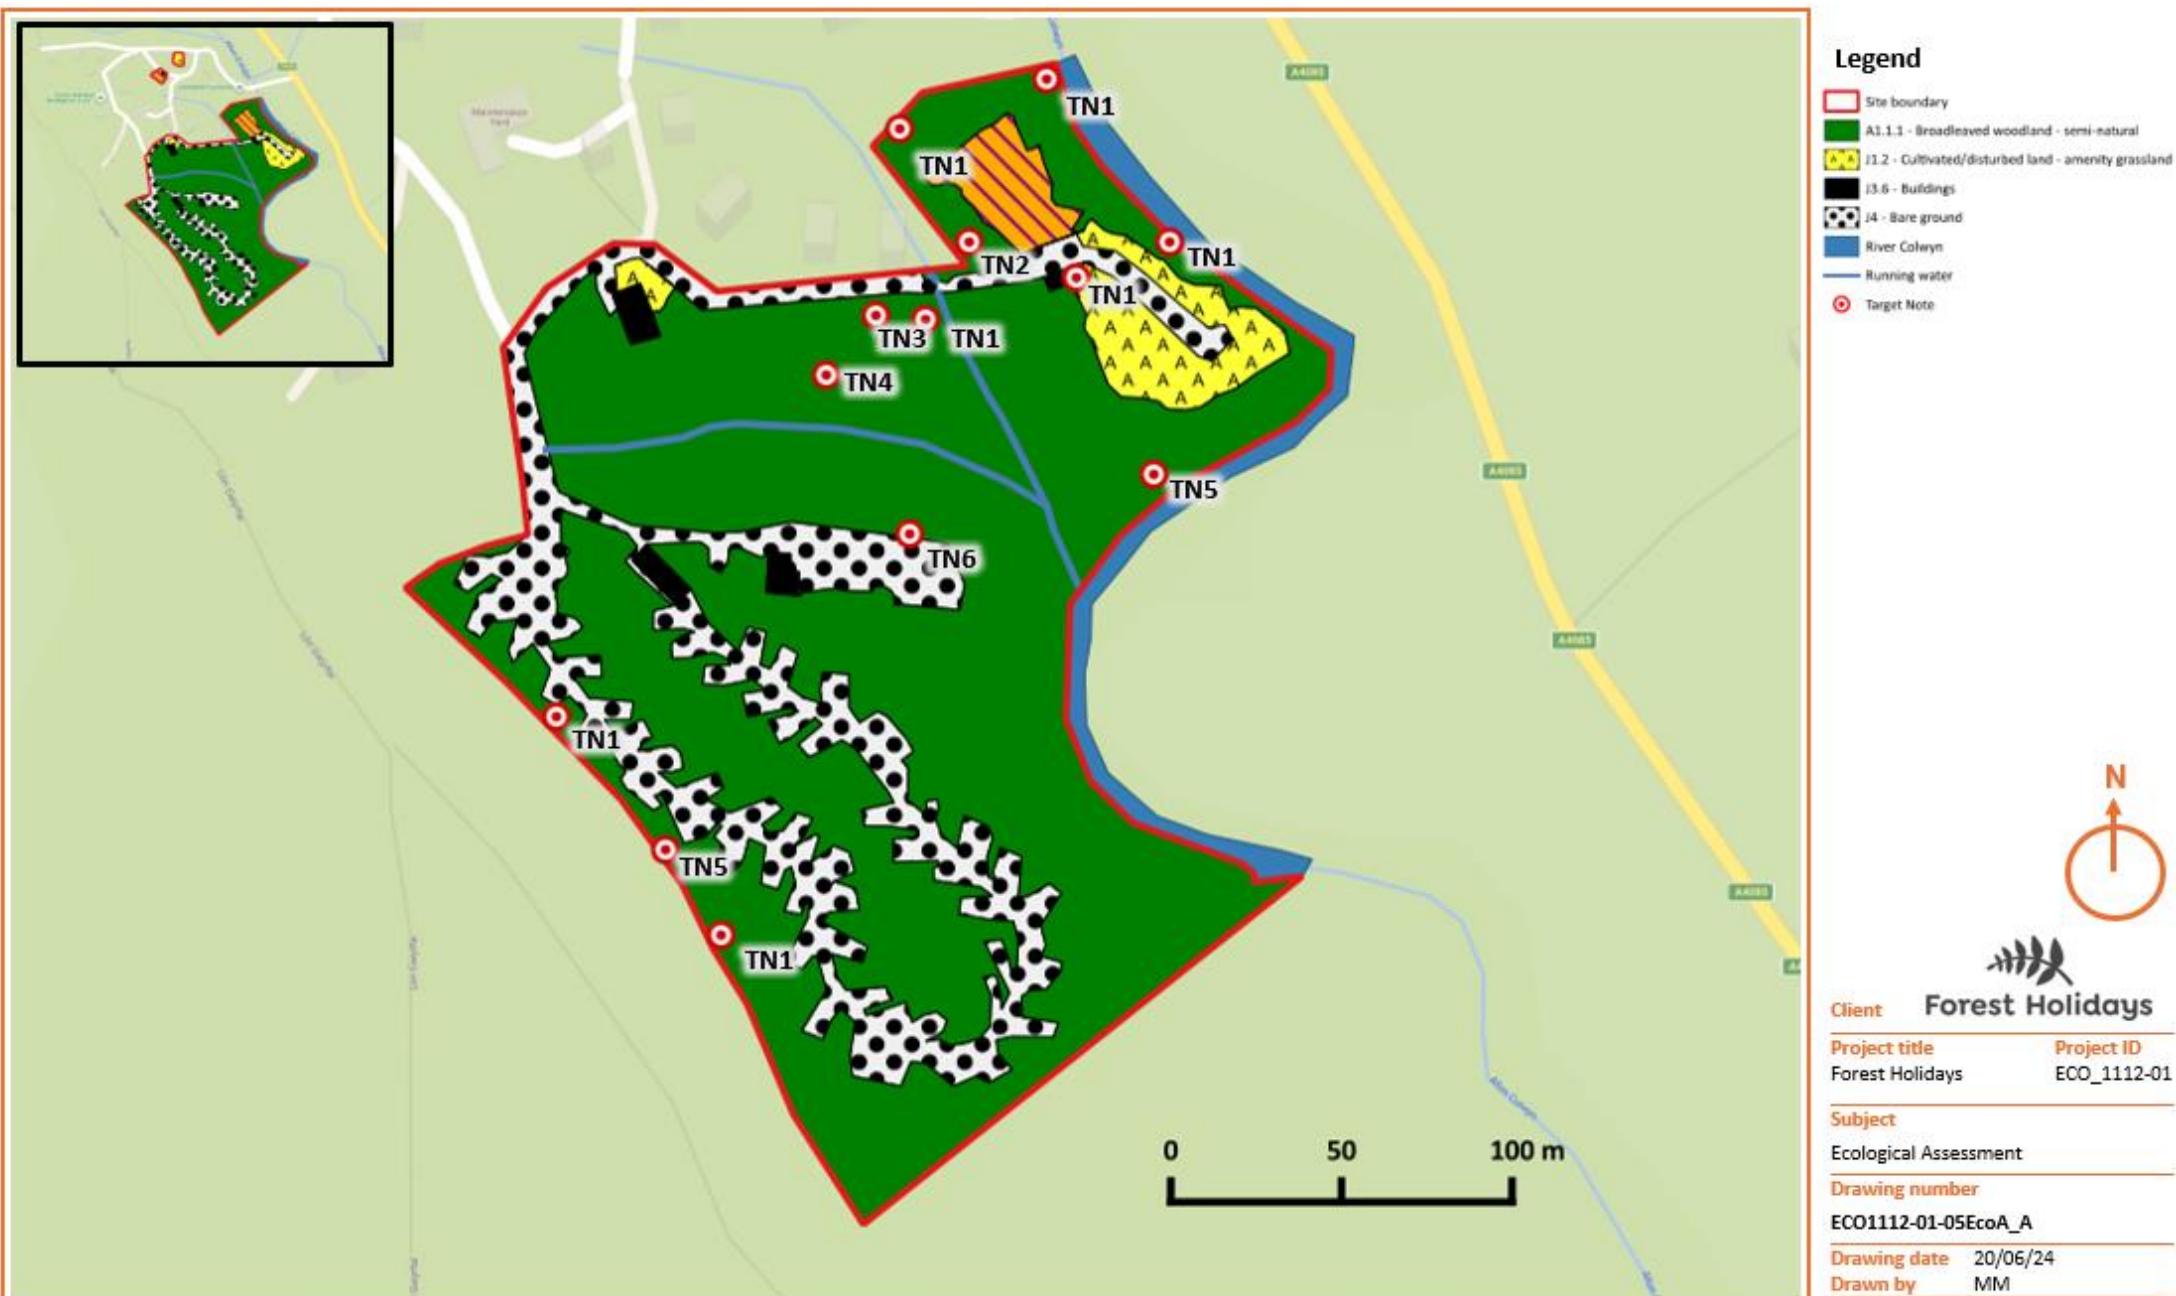 TN1
TN1
TN1
TN2
TN1
TN3
TN1
TN4
TN5
TN6
TN1
TN5
TN1
A4085
A4085
A4085
A4085
Maintenance
Yard
Afon Colwyn
0 50 100 m
Legend
Site boundary
A1.1.1 - Broadleaved woodland - semi-natural
J1.2 - Cultivated/disturbed land - amenity grassland
J3.6 - Buildings
J4 - Bare ground
River Colwyn
Running water
Target Note
N
Client Forest Holidays
Project title Project ID
Forest Holidays ECO_1112-01
Subject
Ecological Assessment
Drawing number
ECO1112-01-05EcoA_A
Drawing date 20/06/24
Drawn by MM